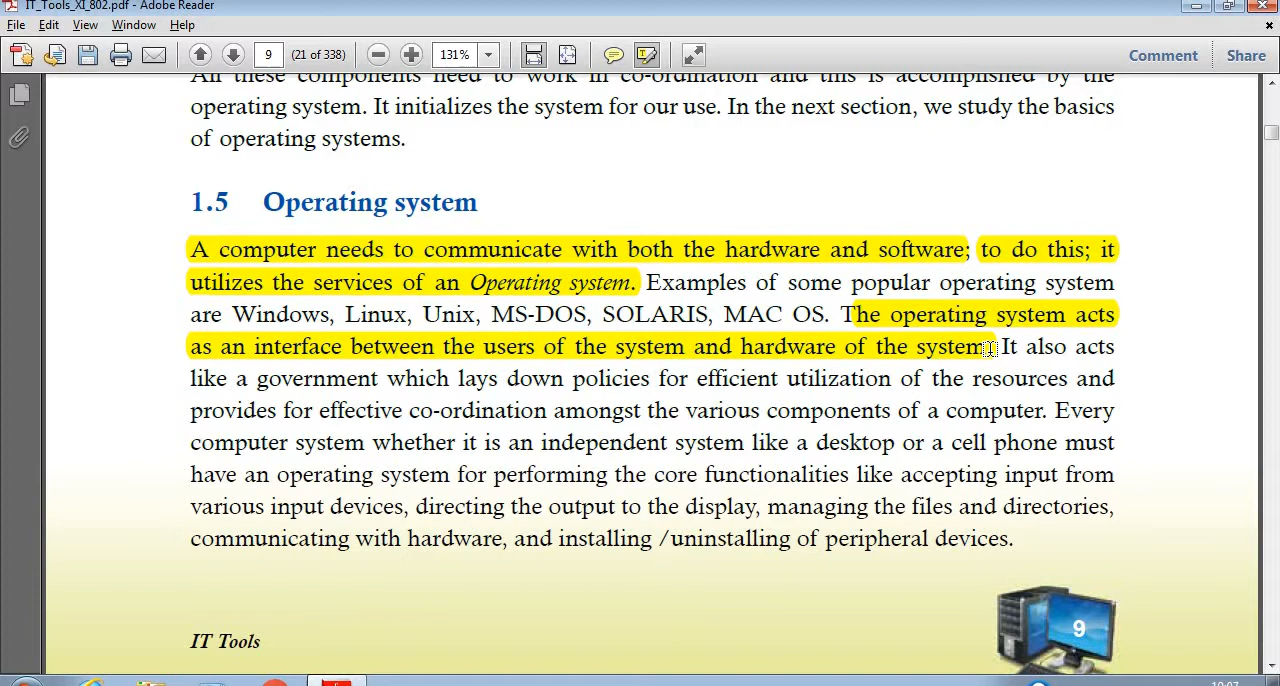 IT_Tools_XI_802.pdf - Adobe Reader
File Edit View Window Help
9 (21 of 338) 131% Comment Share
All these components need to work in co-ordination and this is accomplished by the
operating system. It initializes the system for our use. In the next section, we study the basics
of operating systems.
1.5 Operating system
A computer needs to communicate with both the hardware and software; to do this; it
utilizes the services of an Operating system. Examples of some popular operating system
are Windows, Linux, Unix, MS-DOS, SOLARIS, MAC OS. The operating system acts
as an interface between the users of the system and hardware of the system. It also acts
like a government which lays down policies for efficient utilization of the resources and
provides for effective co-ordination amongst the various components of a computer. Every
computer system whether it is an independent system like a desktop or a cell phone must
have an operating system for performing the core functionalities like accepting input from
various input devices, directing the output to the display, managing the files and directories,
communicating with hardware, and installing /uninstalling of peripheral devices.
IT Tools
9
10:07